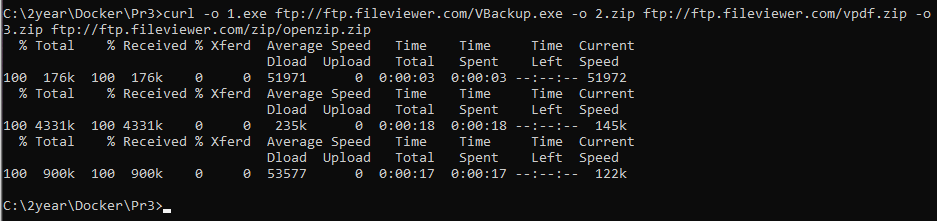 C:\2year\Docker\Pr3>curl -o 1.exe ftp://ftp.fileviewer.com/VBackup.exe -o 2.zip ftp://ftp.fileviewer.com/vpdf.zip -o
3.zip ftp://ftp.fileviewer.com/zip/openzip.zip
  % Total    % Received % Xferd  Average Speed   Time    Time     Time  Current
                                 Dload  Upload   Total   Spent    Left  Speed
100  176k  100  176k    0     0  51971      0  0:00:03  0:00:03 --:--:-- 51972
  % Total    % Received % Xferd  Average Speed   Time    Time     Time  Current
                                 Dload  Upload   Total   Spent    Left  Speed
100 4331k  100 4331k    0     0   235k      0  0:00:18  0:00:18 --:--:--  145k
  % Total    % Received % Xferd  Average Speed   Time    Time     Time  Current
                                 Dload  Upload   Total   Spent    Left  Speed
100  900k  100  900k    0     0  53577      0  0:00:17  0:00:17 --:--:--  122k
C:\2year\Docker\Pr3>